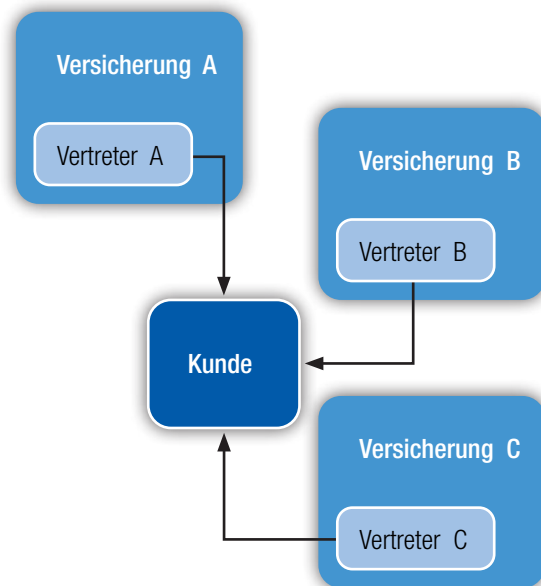 Versicherung A
Vertreter A
Versicherung B
Vertreter B
Kunde
Versicherung C
Vertreter C